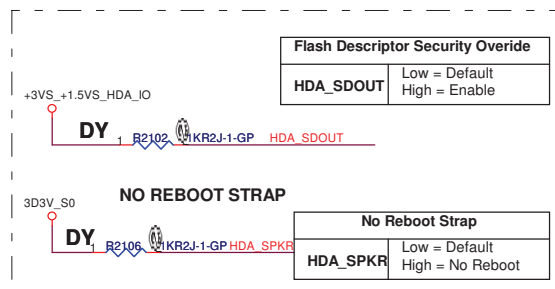 Flash Descriptor Security Overide
HDA_SDOUT
Low = Default
High = Enable
+3VS_+1.5VS_HDA_IO
DY
1
R2102
1KR2J-1-GP
HDA_SDOUT
NO REBOOT STRAP
3D3V_S0
DY
1
R2106
1KR2J-1-GP
HDA_SPKR
No Reboot Strap
HDA_SPKR
Low = Default
High = No Reboot